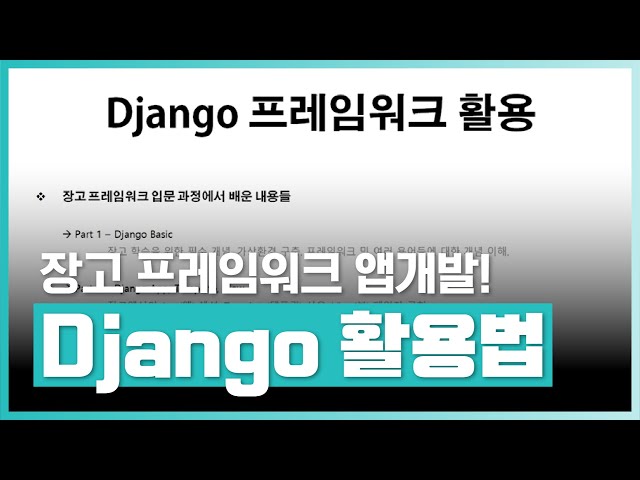 Django 프레임워크 활용
❖ 장고 프레임워크 입문 과정에서 배운 내용들
→ Part 1 – Django Basic
장고 학습을 위한 필수 개념, 가상환경 구축, 프레임워크 및 여러 용어들에 대한 개념 이해,
장고 프레임워크 앱개발!
Django 활용법